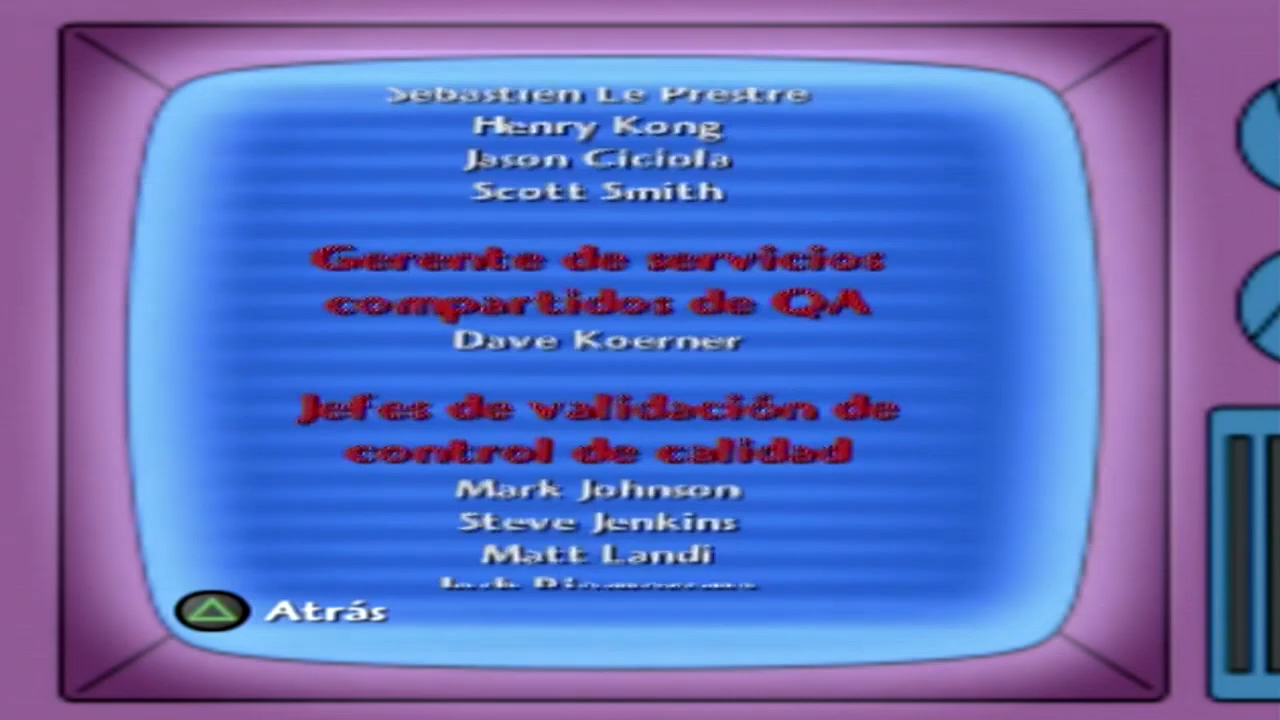 Sebastien Le Prestre
Henry Kong
Jason Ciciola
Scott Smith
Gerente de servicios
compartidos de QA
Dave Koerner
Jefes de validación de
control de calidad
Mark Johnson
Steve Jenkins
Matt Landi
Atrás